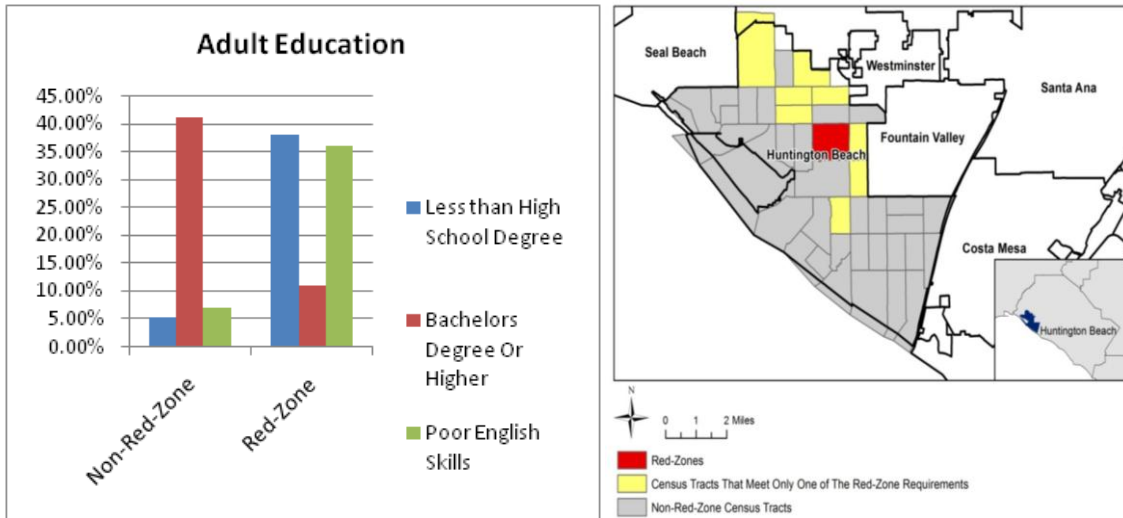 Adult Education
45.00%
40.00%
35.00%
30.00%
25.00%
20.00%
15.00%
10.00%
5.00%
0.00%
Non-Red-Zone
Red-Zone
Less than High
School Degree
Bachelors
Degree Or
Higher
Poor English
Skills
Seal Beach
Westminster
Santa Ana
Fountain Valley
Huntington Beach
Costa Mesa
Huntington Beach
N
0 1 2 Miles
Red-Zones
Census Tracts That Meet Only One of The Red-Zone Requirements
Non-Red-Zone Census Tracts